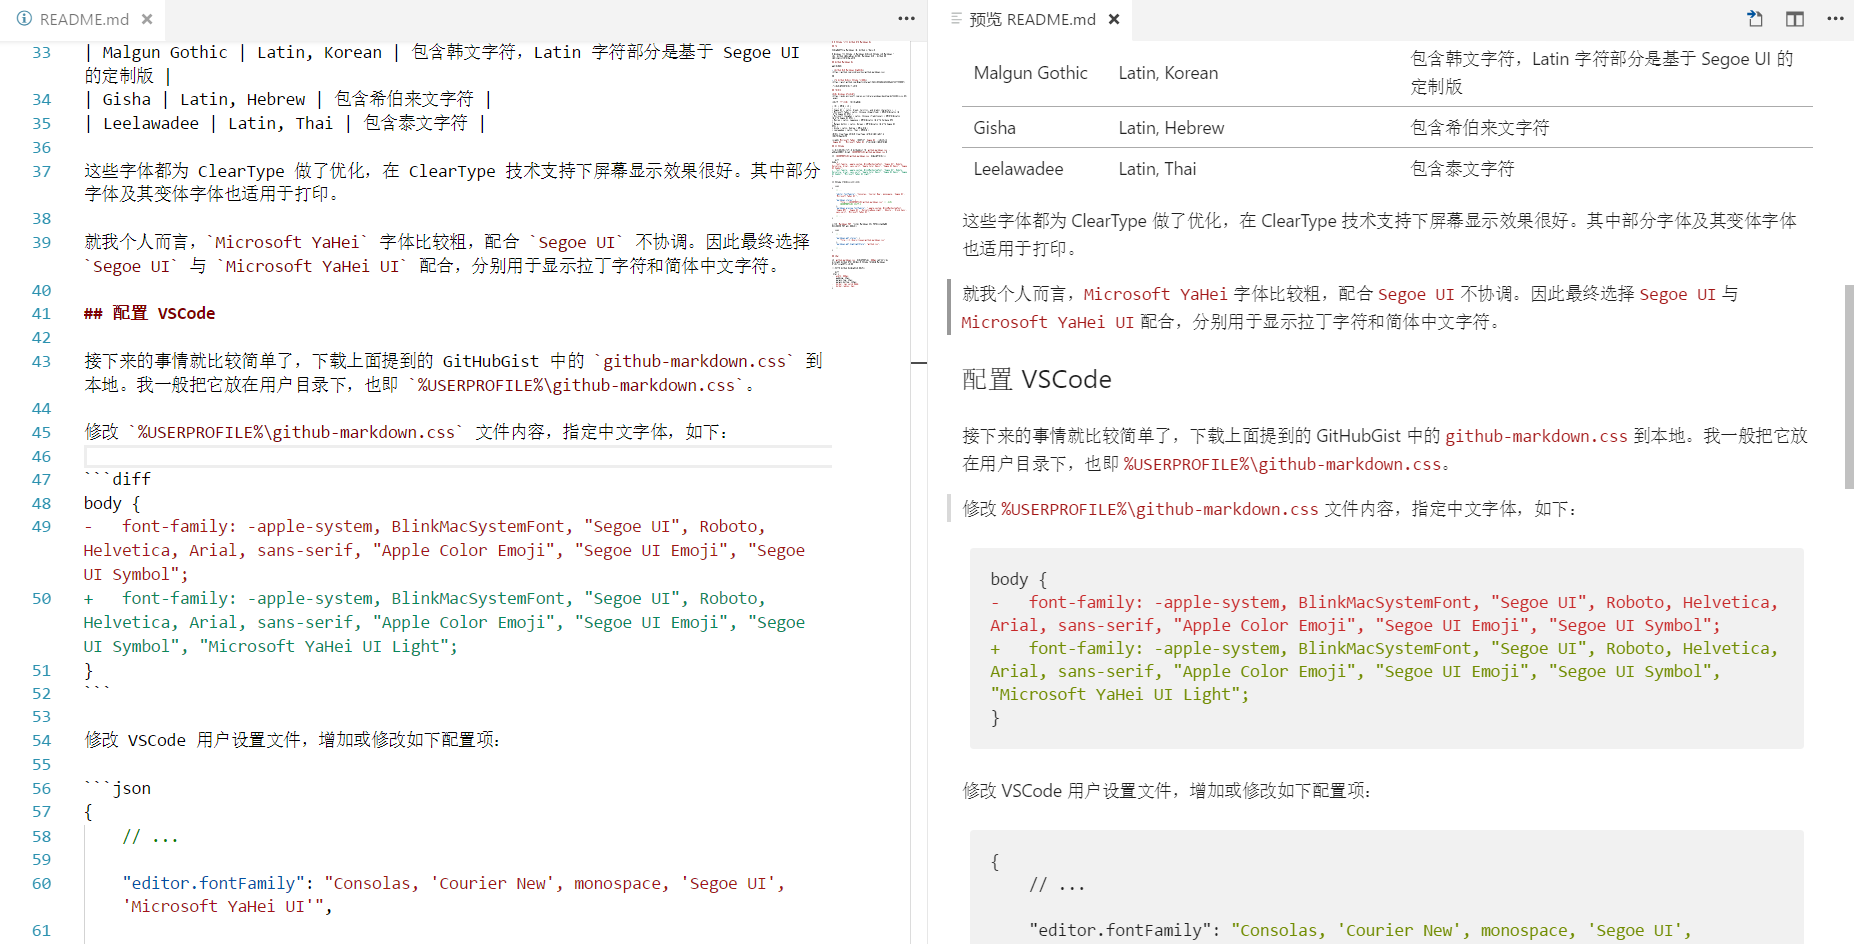 README.md
33 | Malgun Gothic | Latin, Korean | 包含韩文字符，Latin 字符部分是基于 Segoe UI
的定制版 |
34 | Gisha | Latin, Hebrew | 包含希伯来文字符 |
35 | Leelawadee | Latin, Thai | 包含泰文字符 |
36
37 这些字体都为 ClearType 做了优化，在 ClearType 技术支持下屏幕显示效果很好。其中部分
字体及其变体字体也适用于打印。
38
39 就我个人而言，`Microsoft YaHei` 字体比较粗，配合 `Segoe UI` 不协调。因此最终选择
`Segoe UI` 与 `Microsoft YaHei UI` 配合，分别用于显示拉丁字符和简体中文字符。
40
41 ## 配置 VSCode
42
43 接下来的事情就比较简单了，下载上面提到的 GitHubGist 中的 `github-markdown.css` 到
本地。我一般把它放在用户目录下，也即 `%USERPROFILE%\github-markdown.css`。
44
45 修改 `%USERPROFILE%\github-markdown.css` 文件内容，指定中文字体，如下：
46
47 ```diff
48 body {
49 -   font-family: -apple-system, BlinkMacSystemFont, "Segoe UI", Roboto,
Helvetica, Arial, sans-serif, "Apple Color Emoji", "Segoe UI Emoji", "Segoe
UI Symbol";
50 +   font-family: -apple-system, BlinkMacSystemFont, "Segoe UI", Roboto,
Helvetica, Arial, sans-serif, "Apple Color Emoji", "Segoe UI Emoji", "Segoe
UI Symbol", "Microsoft YaHei UI Light";
51 }
52 ```
53
54 修改 VSCode 用户设置文件，增加或修改如下配置项：
55
56 ```json
57 {
58     // ...
59
60     "editor.fontFamily": "Consolas, 'Courier New', monospace, 'Segoe UI',
'Microsoft YaHei UI'",
61
预览 README.md
Malgun Gothic Latin, Korean 包含韩文字符，Latin 字符部分是基于 Segoe UI 的
定制版
Gisha Latin, Hebrew 包含希伯来文字符
Leelawadee Latin, Thai 包含泰文字符
这些字体都为 ClearType 做了优化，在 ClearType 技术支持下屏幕显示效果很好。其中部分字体及其变体字体
也适用于打印。
就我个人而言，Microsoft YaHei 字体比较粗，配合 Segoe UI 不协调。因此最终选择 Segoe UI 与
Microsoft YaHei UI 配合，分别用于显示拉丁字符和简体中文字符。
配置 VSCode
接下来的事情就比较简单了，下载上面提到的 GitHubGist 中的 github-markdown.css 到本地。我一般把它放
在用户目录下，也即 %USERPROFILE%\github-markdown.css。
修改 %USERPROFILE%\github-markdown.css 文件内容，指定中文字体，如下：
body {
-   font-family: -apple-system, BlinkMacSystemFont, "Segoe UI", Roboto, Helvetica,
Arial, sans-serif, "Apple Color Emoji", "Segoe UI Emoji", "Segoe UI Symbol";
+   font-family: -apple-system, BlinkMacSystemFont, "Segoe UI", Roboto, Helvetica,
Arial, sans-serif, "Apple Color Emoji", "Segoe UI Emoji", "Segoe UI Symbol",
"Microsoft YaHei UI Light";
}
修改 VSCode 用户设置文件，增加或修改如下配置项：
{
    // ...
    "editor.fontFamily": "Consolas, 'Courier New', monospace, 'Segoe UI',